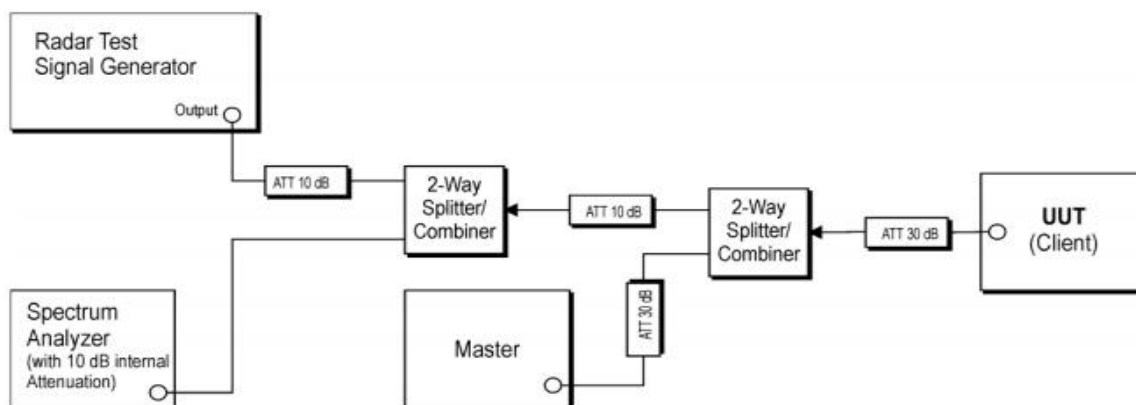 Radar Test
Signal Generator
Output
ATT 10 dB
2-Way
Splitter/
Combiner
ATT 10 dB
2-Way
Splitter/
Combiner
ATT 30 dB
UUT
(Client)
Spectrum
Analyzer
(with 10 dB internal
Attenuation)
Master
ATT 30 dB